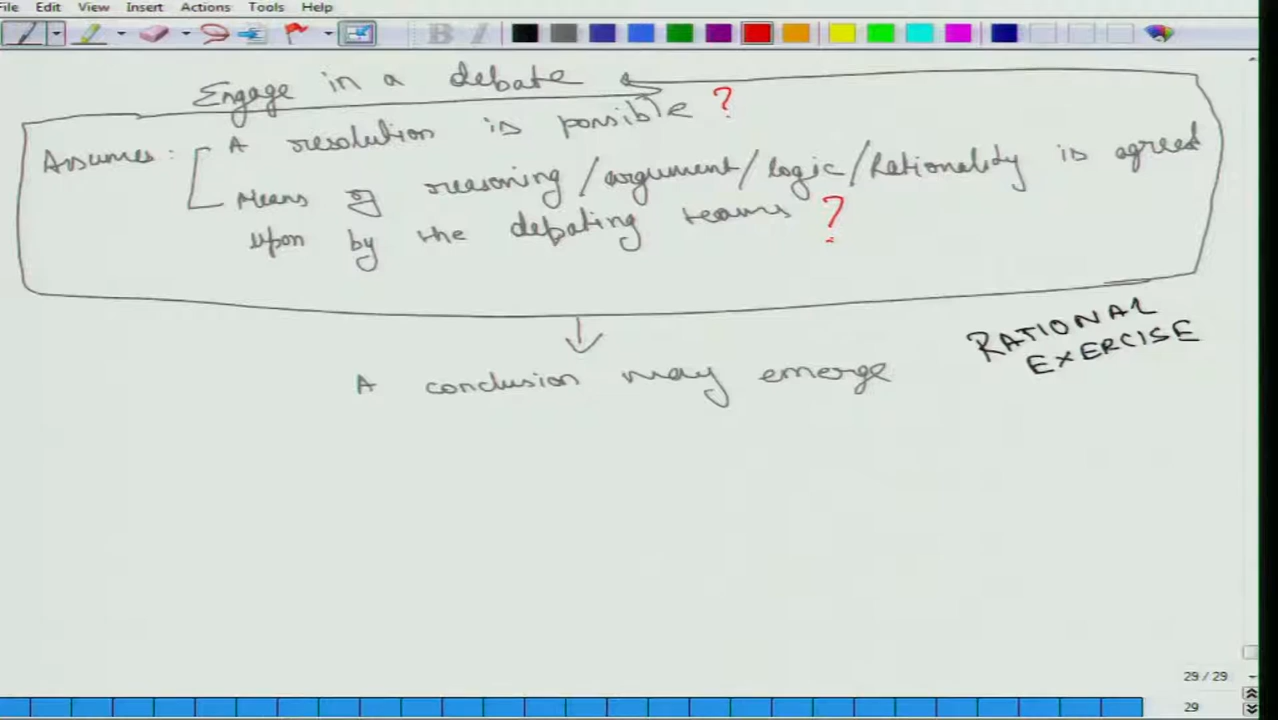 File Edit View Insert Actions Tools Help
B I
Engage in a debate
Assumes: A resolution is possible ?
Means of reasoning/argument/logic/Rationality is agreed
upon by the debating teams ?
RATIONAL
EXERCISE
A conclusion may emerge
29/29
29